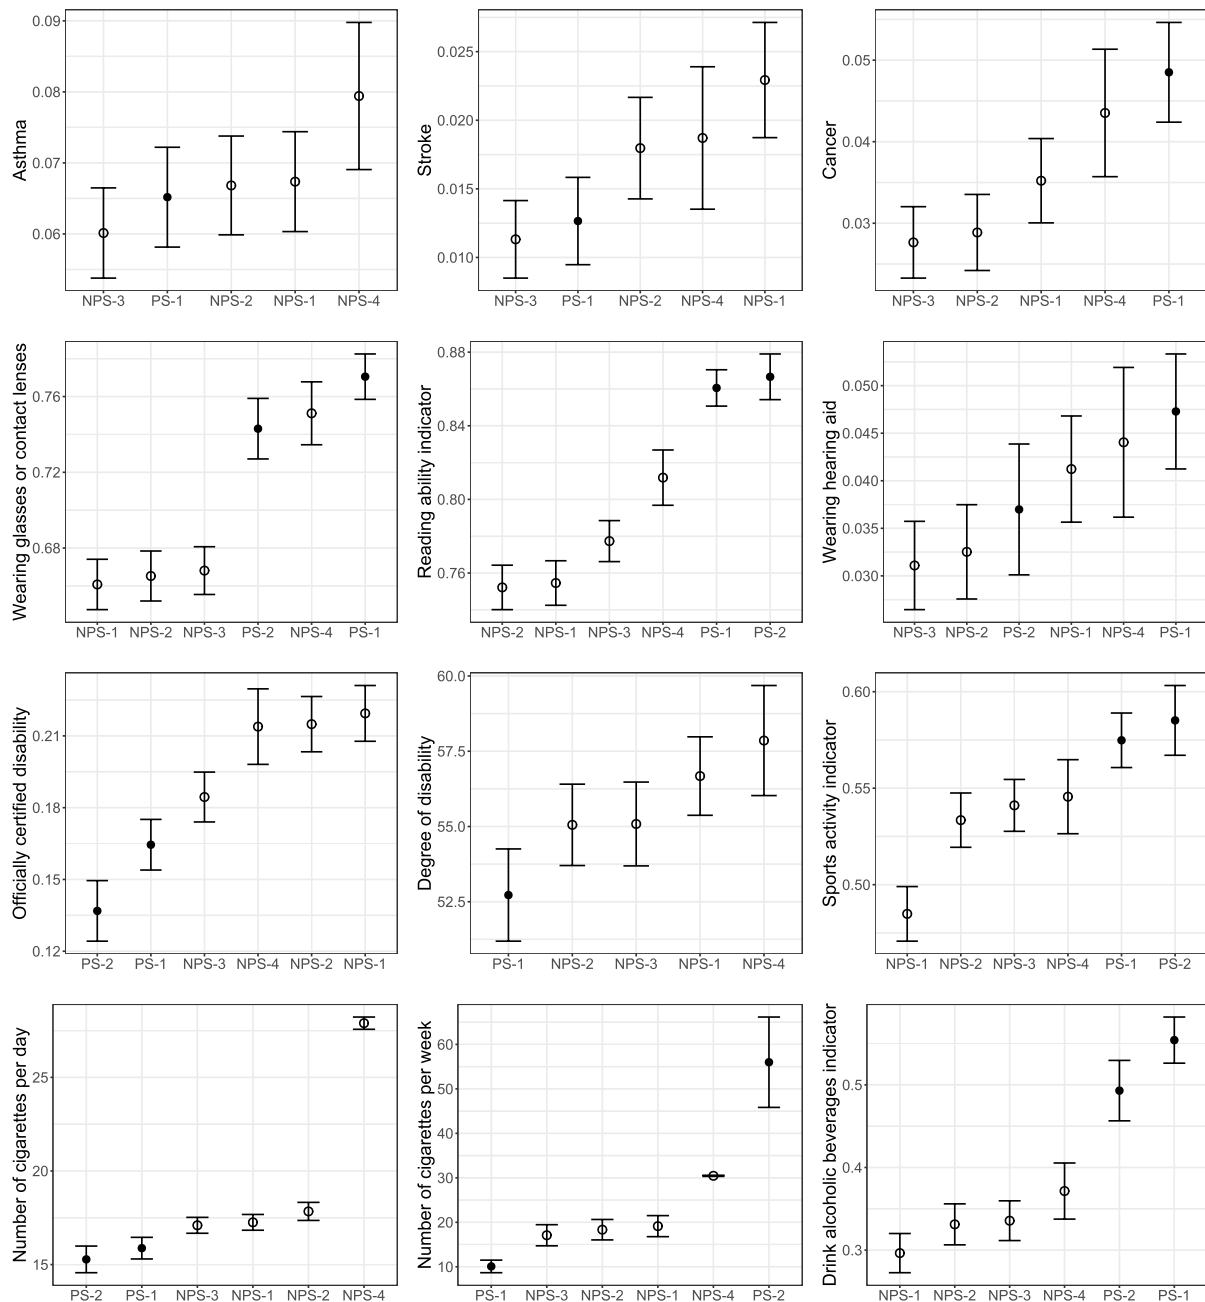 Asthma
0.09
0.08
0.07
0.06
NPS-3 PS-1 NPS-2 NPS-1 NPS-4
Stroke
0.025
0.020
0.015
0.010
NPS-3 PS-1 NPS-2 NPS-4 NPS-1
Cancer
0.05
0.04
0.03
NPS-3 NPS-2 NPS-1 NPS-4 PS-1
Wearing glasses or contact lenses
0.76
0.72
0.68
NPS-1 NPS-2 NPS-3 PS-2 NPS-4 PS-1
Reading ability indicator
0.88
0.84
0.80
0.76
NPS-2 NPS-1 NPS-3 NPS-4 PS-1 PS-2
Wearing hearing aid
0.050
0.045
0.040
0.035
0.030
NPS-3 NPS-2 PS-2 NPS-1 NPS-4 PS-1
Officially certified disability
0.21
0.18
0.15
0.12
PS-2 PS-1 NPS-3 NPS-4 NPS-2 NPS-1
Degree of disability
60.0
57.5
55.0
52.5
PS-1 NPS-2 NPS-3 NPS-1 NPS-4
Sports activity indicator
0.60
0.55
0.50
NPS-1 NPS-2 NPS-3 NPS-4 PS-1 PS-2
Number of cigarettes per day
25
20
15
PS-2 PS-1 NPS-3 NPS-1 NPS-2 NPS-4
Number of cigarettes per week
60
50
40
30
20
10
PS-1 NPS-3 NPS-2 NPS-1 NPS-4 PS-2
Drink alcoholic beverages indicator
0.5
0.4
0.3
NPS-1 NPS-2 NPS-3 NPS-4 PS-2 PS-1